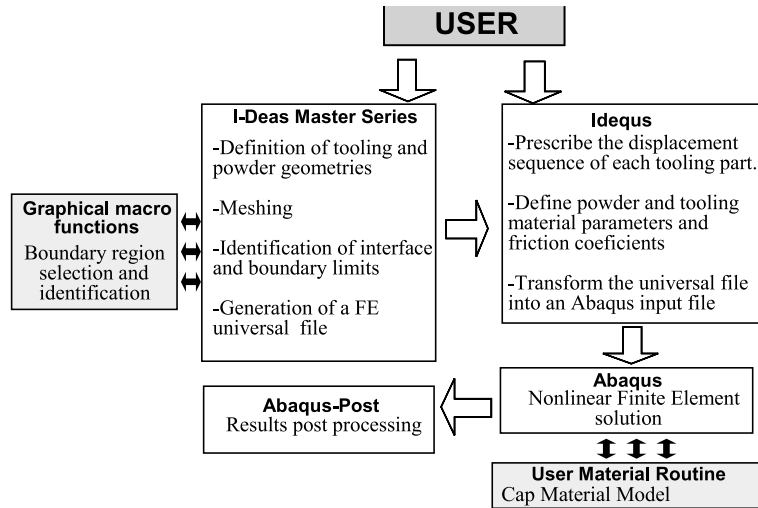 USER
I-Deas Master Series
-Definition of tooling and
powder geometries
-Meshing
-Identification of interface
and boundary limits
-Generation of a FE
universal  file
Graphical macro
functions
Boundary region
selection and
identification
Idequs
-Prescribe the displacement
sequence of each tooling part.
-Define powder and tooling
material parameters and
friction coeficients
-Transform the universal file
into an Abaqus input file
Abaqus
Nonlinear Finite Element
solution
Abaqus-Post
Results post processing
User Material Routine
Cap Material Model